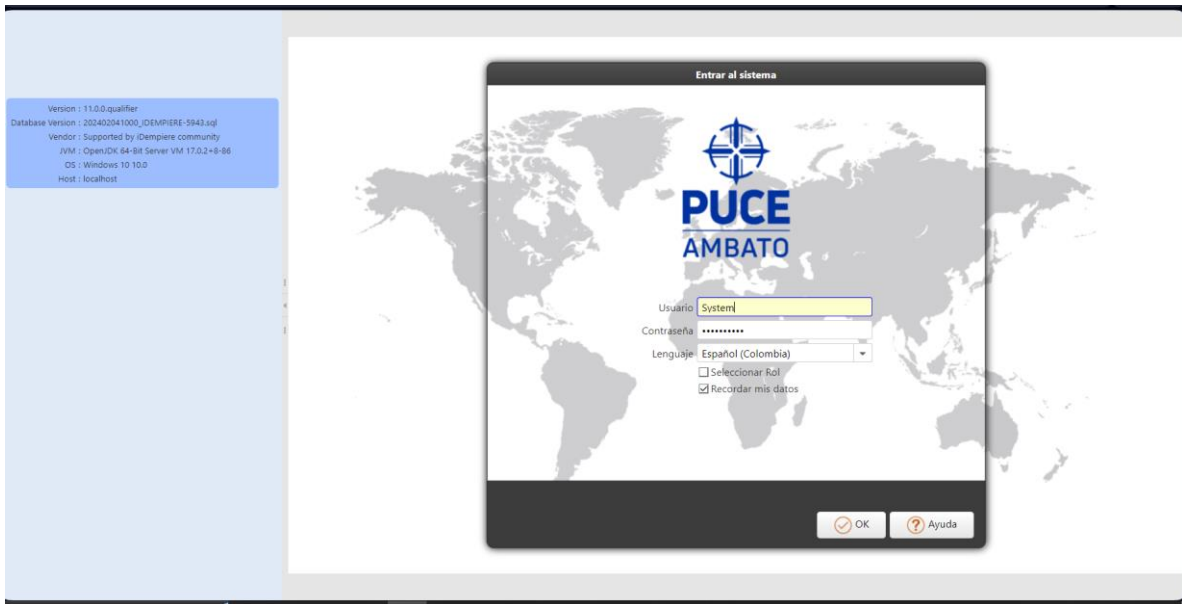 Version : 11.0.0.qualifier
Database Version : 202402041000_IDEMPIERE-5943.sql
Vendor : Supported by iDempiere community
JVM : OpenJDK 64-Bit Server VM 17.0.2+8-86
OS : Windows 10 10.0
Host : localhost
Entrar al sistema
PUCE
AMBATO
Usuario System
Contraseña ••••••••••
Lenguaje Español (Colombia)
Seleccionar Rol
Recordar mis datos
OK Ayuda